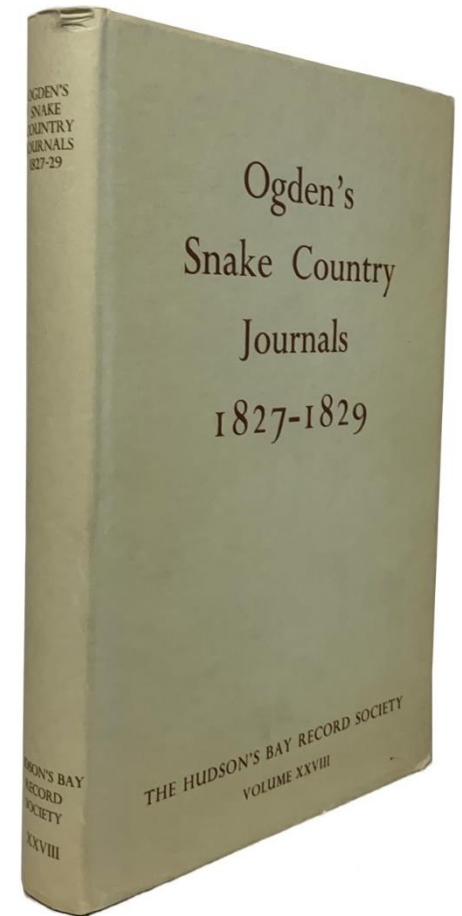 OGDEN'S
SNAKE
COUNTRY
JOURNALS
1827-29
Ogden's
Snake Country
Journals
1827-1829
THE HUDSON'S BAY RECORD SOCIETY
VOLUME XXVIII
HUDSON'S BAY
RECORD
SOCIETY
XXVIII